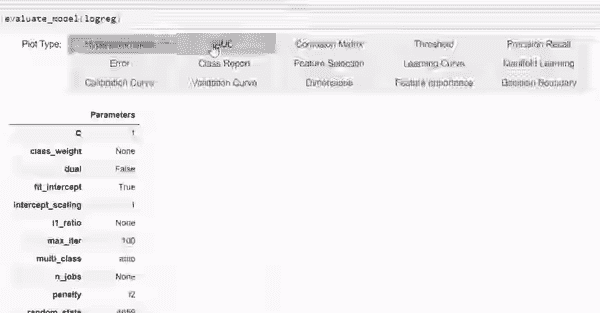 evaluate_model(logreg)
Plot Type: Hyperparameters AUC Confusion Matrix Threshold Precision Recall
Error Class Report Feature Selection Learning Curve Manifold Learning
Calibration Curve Validation Curve Dimensions Feature Importance Decision Boundary
Parameters
C 1
class_weight None
dual False
fit_intercept True
intercept_scaling 1
l1_ratio None
max_iter 100
multi_class auto
n_jobs None
penalty l2
random_state